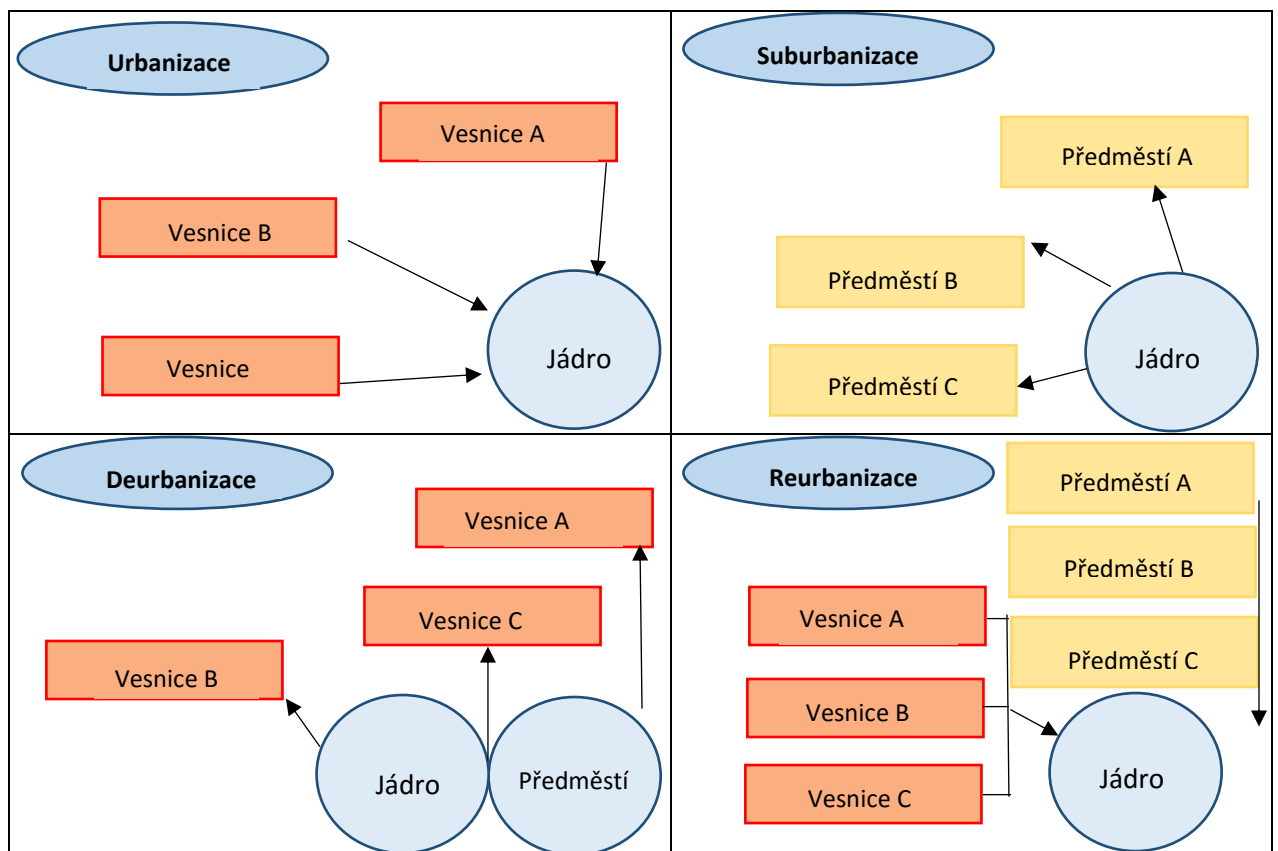 Urbanizace
Vesnice A
Vesnice B
Vesnice
Jádro
Suburbanizace
Předměstí A
Předměstí B
Předměstí C
Jádro
Deurbanizace
Vesnice A
Vesnice C
Vesnice B
Jádro
Předměstí
Reurbanizace
Předměstí A
Předměstí B
Vesnice A
Předměstí C
Vesnice B
Jádro
Vesnice C